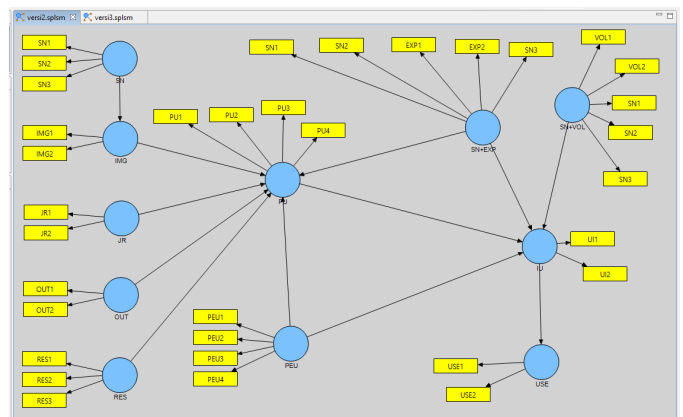 versi2.splsm
versi3.splsm
SN1
SN2
SN3
SN
IMG1
IMG2
IMG
JR1
JR2
JR
OUT1
OUT2
OUT
RES1
RES2
RES3
RES
PU1
PU2
PU3
PU4
PU
PEU1
PEU2
PEU3
PEU4
PEU
SN1
SN2
EXP1
EXP2
SN3
SN+EXP
VOL1
VOL2
SN1
SN2
SN3
SN+VOL
UI1
UI2
IU
USE1
USE2
USE